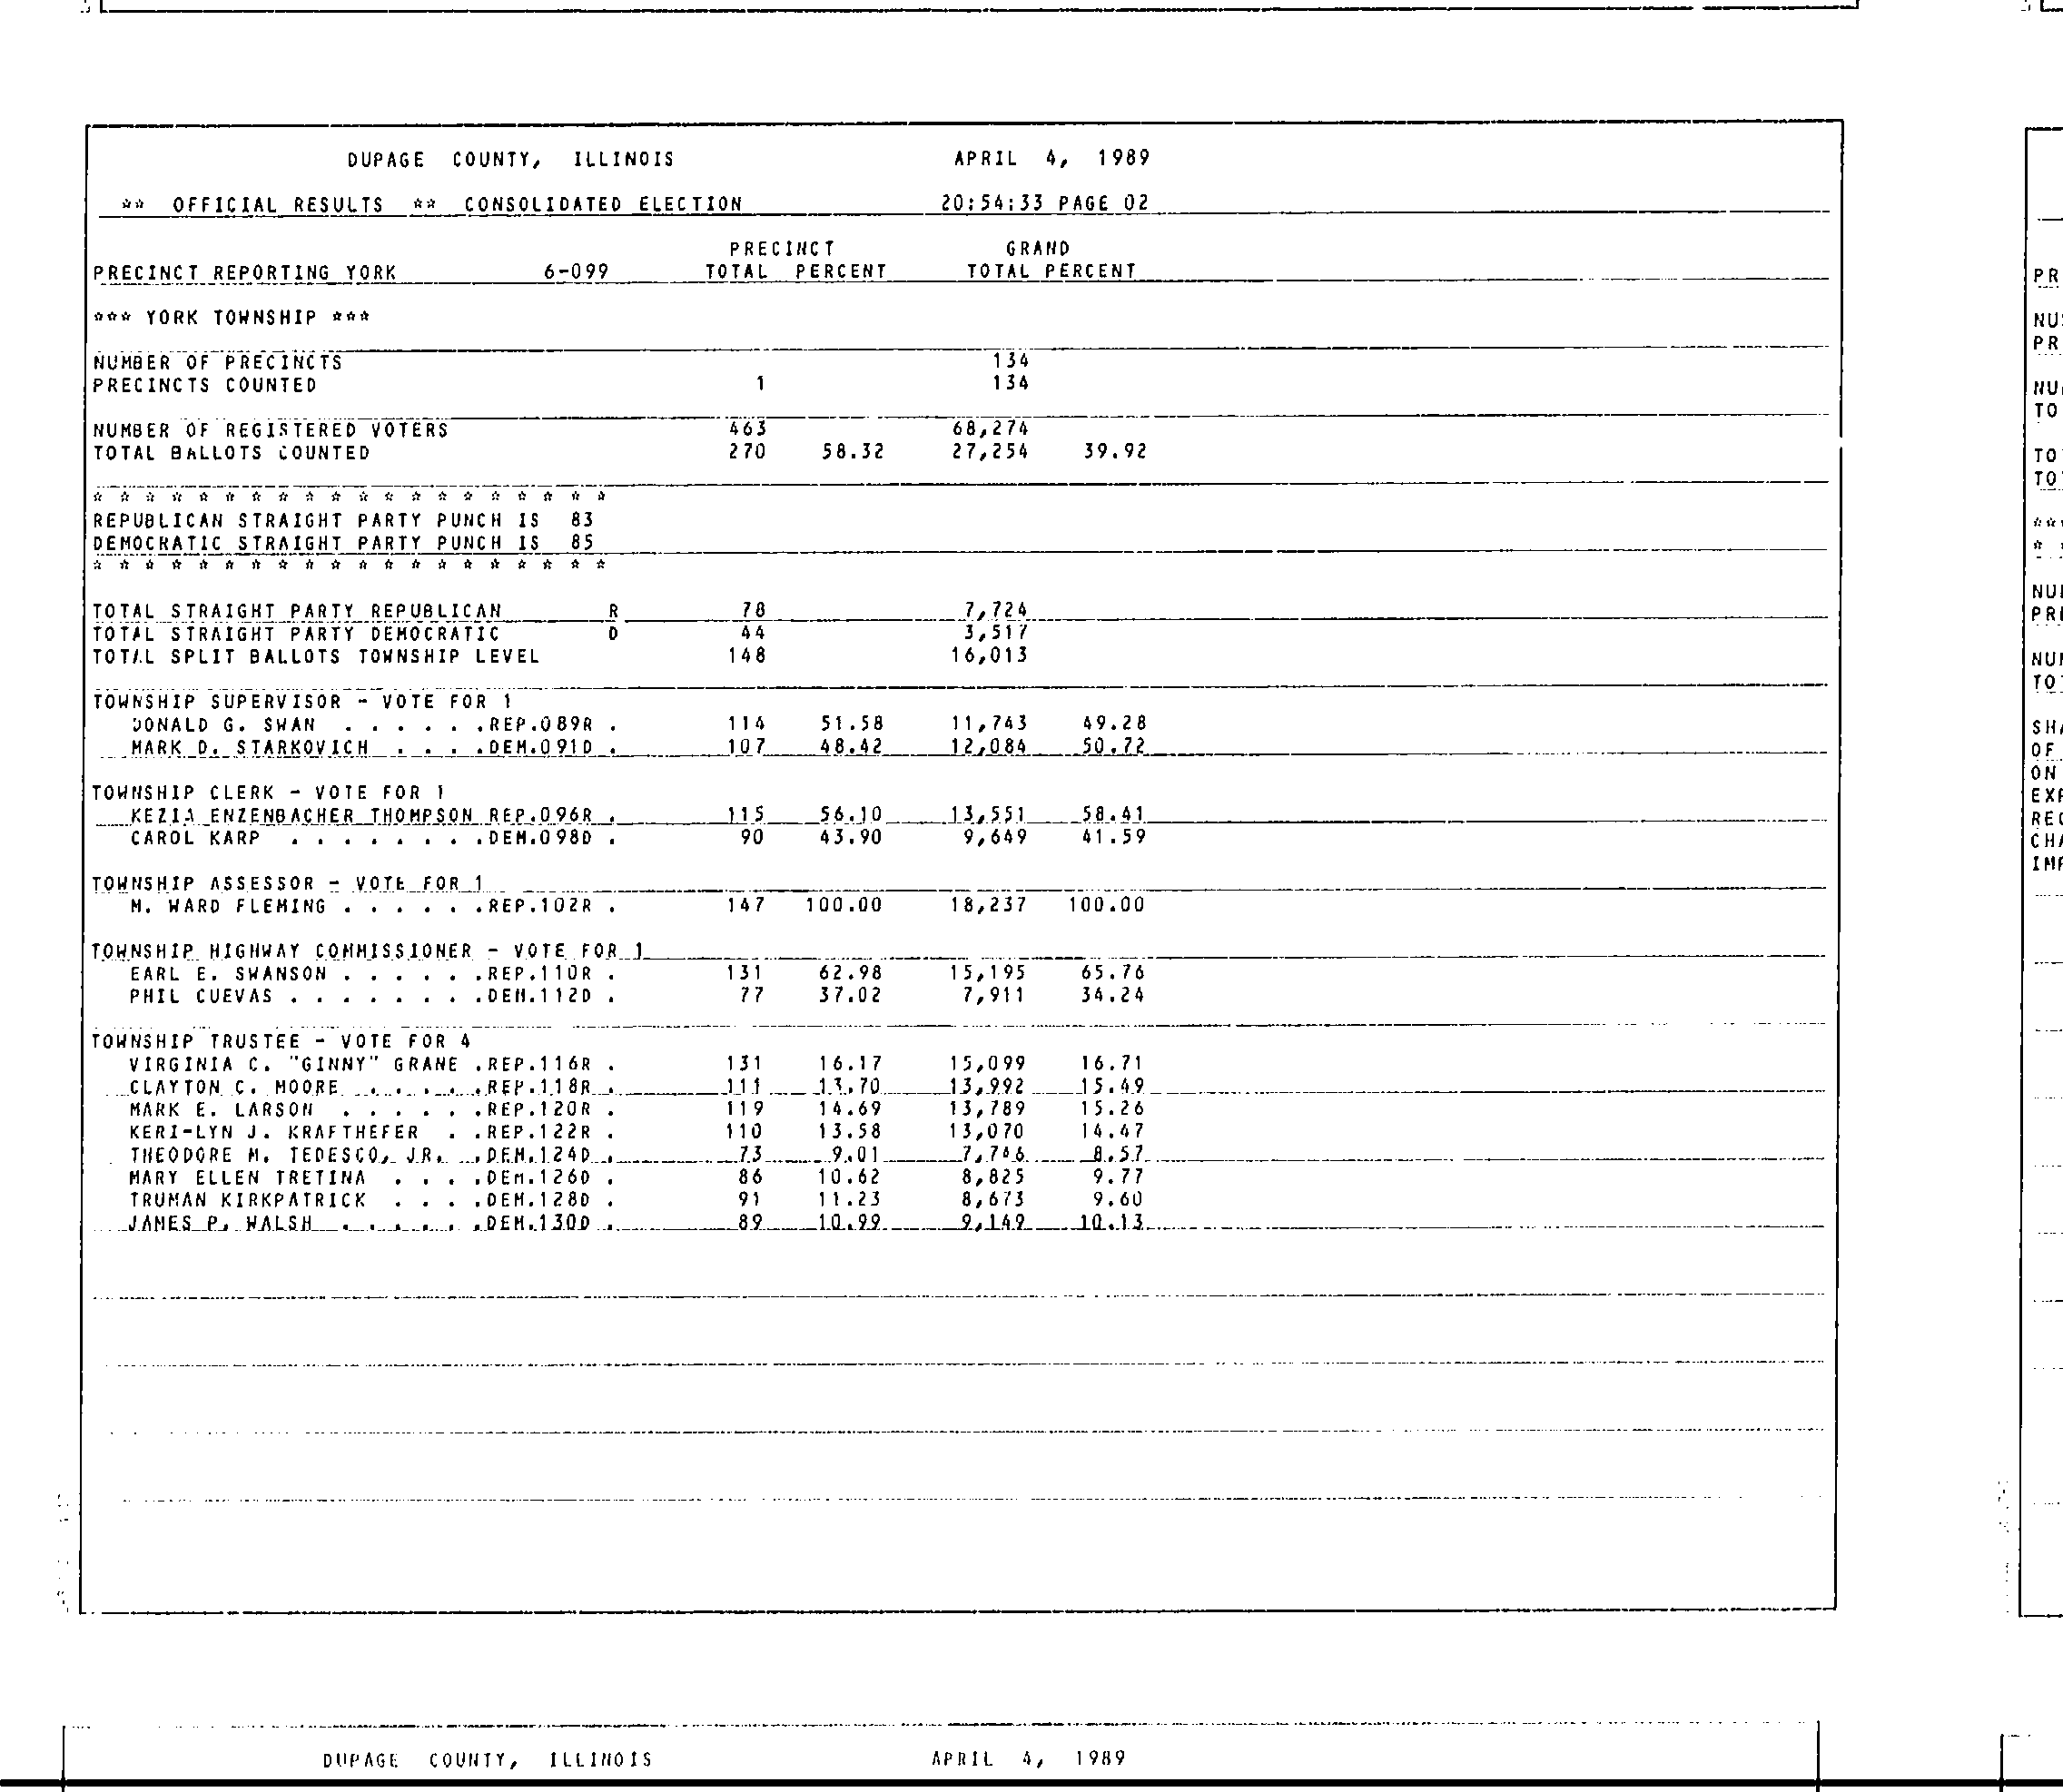 DUPAGE COUNTY, ILLINOIS APRIL 4, 1989
** OFFICIAL RESULTS ** CONSOLIDATED ELECTION 20:54:33 PAGE 02
PRECINCT GRAND
PRECINCT REPORTING YORK 6-099 TOTAL PERCENT TOTAL PERCENT
*** YORK TOWNSHIP ***
NUMBER OF PRECINCTS 134
PRECINCTS COUNTED 1 134
NUMBER OF REGISTERED VOTERS 463 68,274
TOTAL BALLOTS COUNTED 270 58.32 27,254 39.92
* * * * * * * * * * * * * * * * * * * *
REPUBLICAN STRAIGHT PARTY PUNCH IS 83
DEMOCRATIC STRAIGHT PARTY PUNCH IS 85
* * * * * * * * * * * * * * * * * * * *
TOTAL STRAIGHT PARTY REPUBLICAN R 78 7,724
TOTAL STRAIGHT PARTY DEMOCRATIC D 44 3,517
TOTAL SPLIT BALLOTS TOWNSHIP LEVEL 148 16,013
TOWNSHIP SUPERVISOR - VOTE FOR 1
DONALD G. SWAN . . . . . .REP.089R . 114 51.58 11,743 49.28
MARK D. STARKOVICH . . . .DEM.091D . 107 48.42 12,084 50.72
TOWNSHIP CLERK - VOTE FOR 1
KEZIA ENZENBACHER THOMPSON REP.096R . 115 56.10 13,551 58.41
CAROL KARP . . . . . . . .DEM.098D . 90 43.90 9,649 41.59
TOWNSHIP ASSESSOR - VOTE FOR 1
M. WARD FLEMING . . . . . .REP.102R . 147 100.00 18,237 100.00
TOWNSHIP HIGHWAY COMMISSIONER - VOTE FOR 1
EARL E. SWANSON . . . . . .REP.110R . 131 62.98 15,195 65.76
PHIL CUEVAS . . . . . . . .DEM.112D . 77 37.02 7,911 34.24
TOWNSHIP TRUSTEE - VOTE FOR 4
VIRGINIA C. "GINNY" GRANE .REP.116R . 131 16.17 15,099 16.71
CLAYTON C. MOORE . . . . .REP.118R . 111 13.70 13,992 15.49
MARK E. LARSON . . . . . .REP.120R . 119 14.69 13,789 15.26
KERI-LYN J. KRAFTHEFER . .REP.122R . 110 13.58 13,070 14.47
THEODORE M. TEDESCO, JR. .DEM.124D . 73 9.01 8.57
MARY ELLEN TRETINA . . . .DEM.126D . 86 10.62 8,825 9.77
TRUMAN KIRKPATRICK . . . .DEM.128D . 91 11.23 8,673 9.60
JAMES P. WALSH . . . . . .DEM.130D . 89 10.99 9,149 10.13
DUPAGE COUNTY, ILLINOIS APRIL 4, 1989